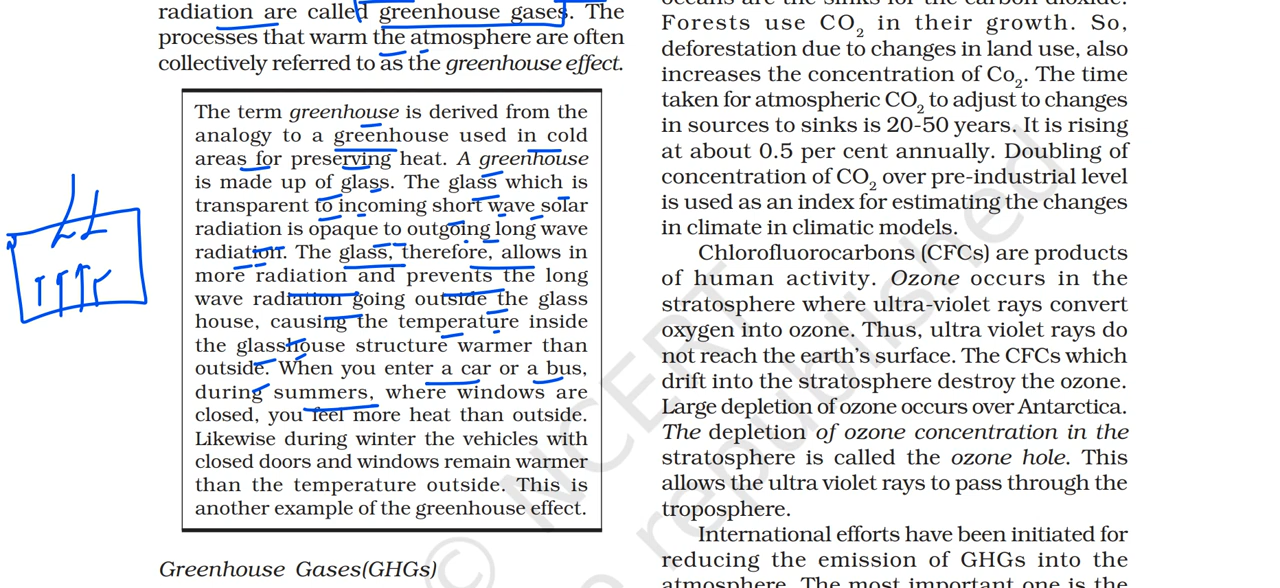 radiation are called greenhouse gases. The
processes that warm the atmosphere are often
collectively referred to as the greenhouse effect.
The term greenhouse is derived from the
analogy to a greenhouse used in cold
areas for preserving heat. A greenhouse
is made up of glass. The glass which is
transparent to incoming short wave solar
radiation is opaque to outgoing long wave
radiation. The glass, therefore, allows in
more radiation and prevents the long
wave radiation going outside the glass
house, causing the temperature inside
the glasshouse structure warmer than
outside. When you enter a car or a bus,
during summers, where windows are
closed, you feel more heat than outside.
Likewise during winter the vehicles with
closed doors and windows remain warmer
than the temperature outside. This is
another example of the greenhouse effect.
Greenhouse Gases(GHGs)
oceans are the sinks for the carbon dioxide.
Forests use CO2 in their growth. So,
deforestation due to changes in land use, also
increases the concentration of Co2. The time
taken for atmospheric CO2 to adjust to changes
in sources to sinks is 20-50 years. It is rising
at about 0.5 per cent annually. Doubling of
concentration of CO2 over pre-industrial level
is used as an index for estimating the changes
in climate in climatic models.
Chlorofluorocarbons (CFCs) are products
of human activity. Ozone occurs in the
stratosphere where ultra-violet rays convert
oxygen into ozone. Thus, ultra violet rays do
not reach the earth's surface. The CFCs which
drift into the stratosphere destroy the ozone.
Large depletion of ozone occurs over Antarctica.
The depletion of ozone concentration in the
stratosphere is called the ozone hole. This
allows the ultra violet rays to pass through the
troposphere.
International efforts have been initiated for
reducing the emission of GHGs into the
atmosphere. The most important one is the
© NCERT
republished